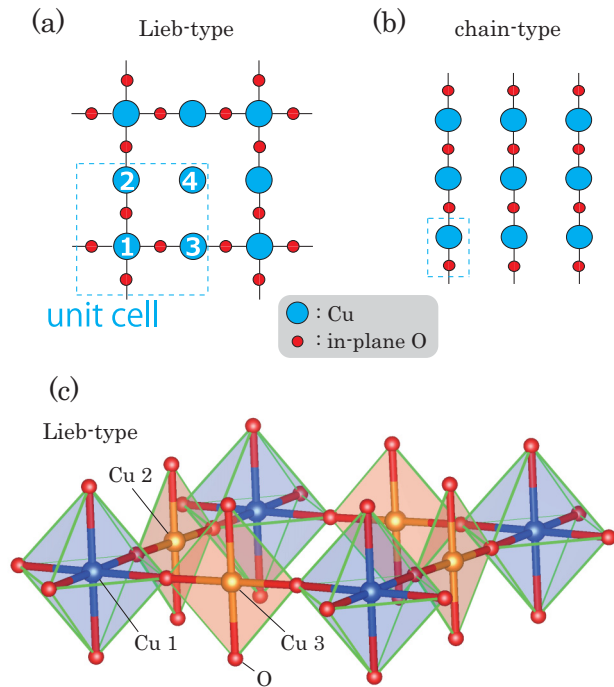 (a)
Lieb-type
(b)
chain-type
2
4
1
3
unit cell
: Cu
: in-plane O
(c)
Lieb-type
Cu 2
Cu 1
Cu 3
O